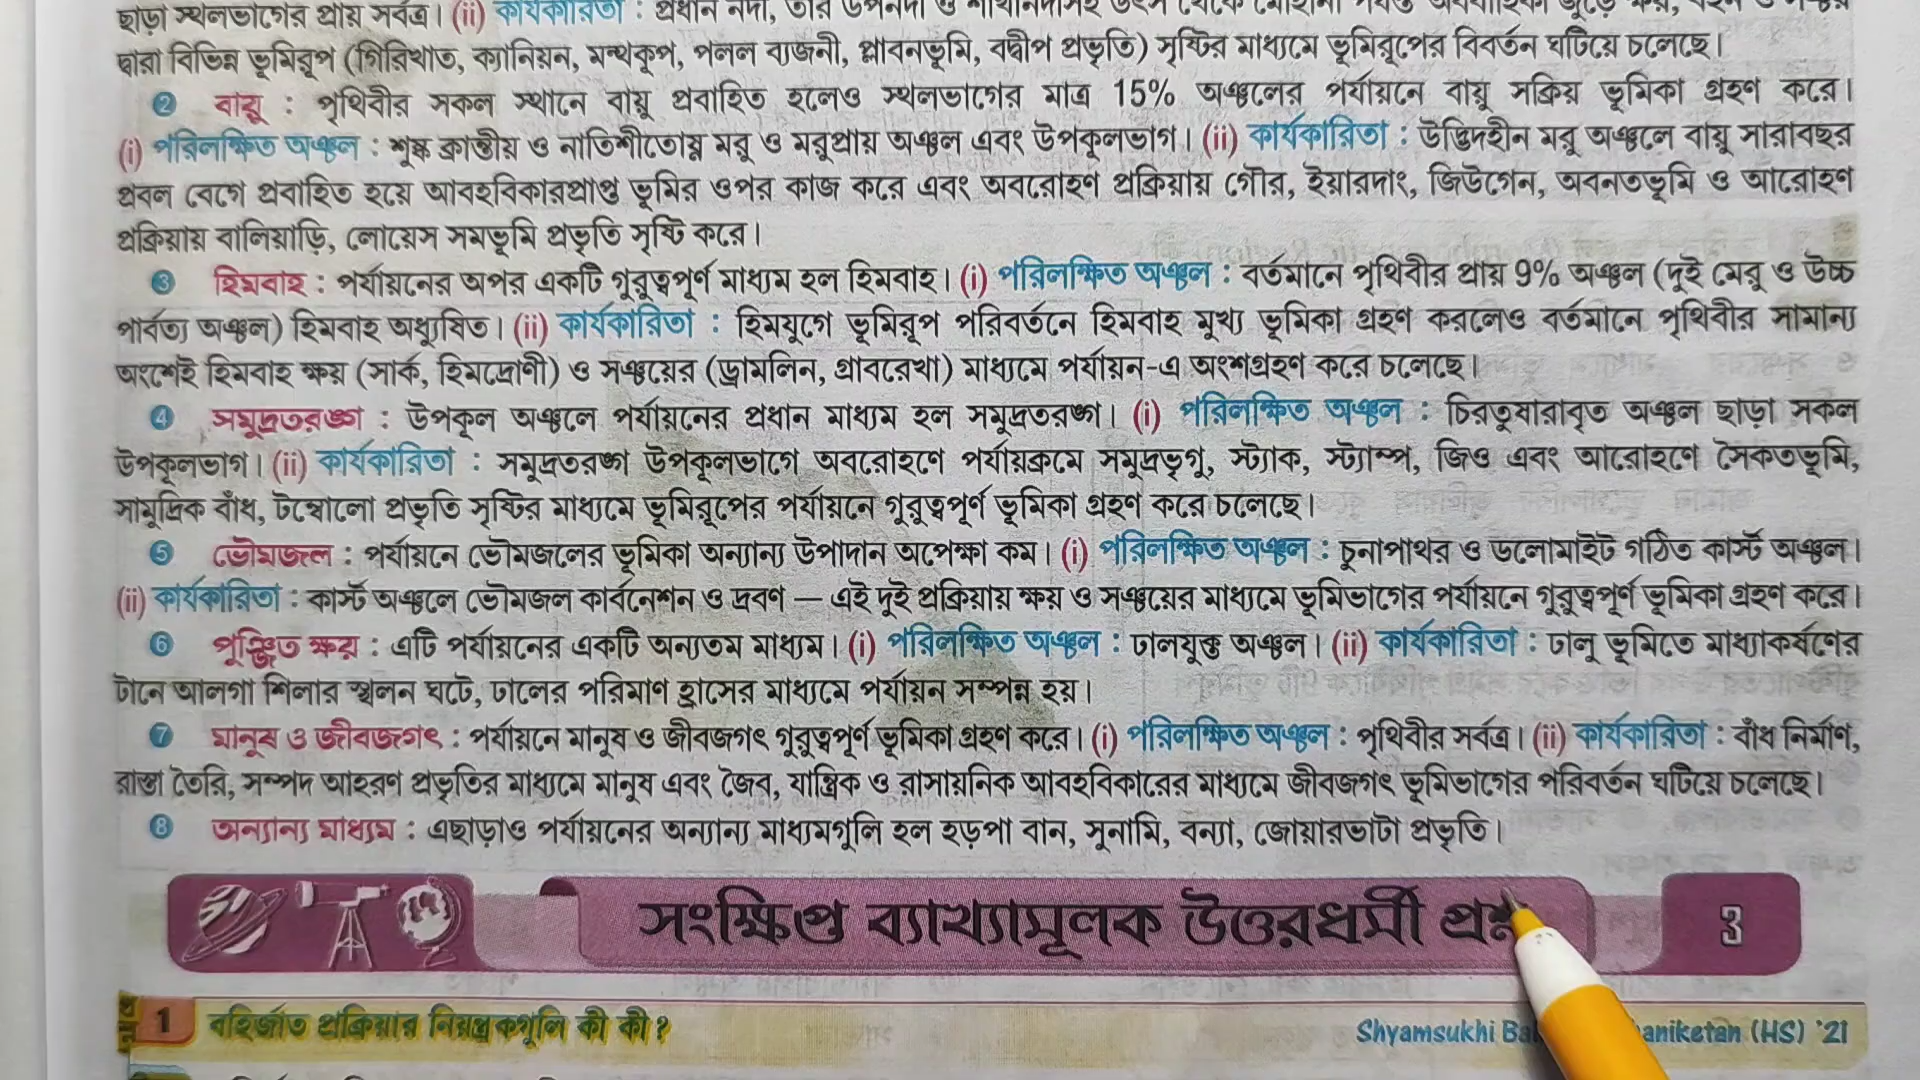 ছাড়া স্থলভাগের প্রায় সর্বত্র। (ii) কার্যকারিতা : প্রধান নদী, তার উপনদী ও শাখানদীসহ উৎস থেকে মোহানা পর্যন্ত অববাহিকা জুড়ে ক্ষয়, বহন ও সঞ্চয়
দ্বারা বিভিন্ন ভূমিরূপ (গিরিখাত, ক্যানিয়ন, মন্থকূপ, পলল ব্যজনী, প্লাবনভূমি, বদ্বীপ প্রভৃতি) সৃষ্টির মাধ্যমে ভূমিরূপের বিবর্তন ঘটিয়ে চলেছে।
2 বায়ু : পৃথিবীর সকল স্থানে বায়ু প্রবাহিত হলেও স্থলভাগের মাত্র 15% অঞ্চলের পর্যায়নে বায়ু সক্রিয় ভূমিকা গ্রহণ করে।
(i) পরিলক্ষিত অঞ্চল : শুষ্ক ক্রান্তীয় ও নাতিশীতোষ্ণ মরু ও মরুপ্রায় অঞ্চল এবং উপকূলভাগ। (ii) কার্যকারিতা : উদ্ভিদহীন মরু অঞ্চলে বায়ু সারাবছর
প্রবল বেগে প্রবাহিত হয়ে আবহবিকারপ্রাপ্ত ভূমির ওপর কাজ করে এবং অবরোহণ প্রক্রিয়ায় গৌর, ইয়ারদাং, জিউগেন, অবনতভূমি ও আরোহণ
প্রক্রিয়ায় বালিয়াড়ি, লোয়েস সমভূমি প্রভৃতি সৃষ্টি করে।
3 হিমবাহ : পর্যায়নের অপর একটি গুরুত্বপূর্ণ মাধ্যম হল হিমবাহ। (i) পরিলক্ষিত অঞ্চল : বর্তমানে পৃথিবীর প্রায় 9% অঞ্চল (দুই মেরু ও উচ্চ
পার্বত্য অঞ্চল) হিমবাহ অধ্যুষিত। (ii) কার্যকারিতা : হিমযুগে ভূমিরূপ পরিবর্তনে হিমবাহ মুখ্য ভূমিকা গ্রহণ করলেও বর্তমানে পৃথিবীর সামান্য
অংশেই হিমবাহ ক্ষয় (সার্ক, হিমদ্রোণী) ও সঞ্চয়ের (ড্রামলিন, গ্রাবরেখা) মাধ্যমে পর্যায়ন-এ অংশগ্রহণ করে চলেছে।
4 সমুদ্রতরঙ্গ : উপকূল অঞ্চলে পর্যায়নের প্রধান মাধ্যম হল সমুদ্রতরঙ্গ। (i) পরিলক্ষিত অঞ্চল : চিরতুষারাবৃত অঞ্চল ছাড়া সকল
উপকূলভাগ। (ii) কার্যকারিতা : সমুদ্রতরঙ্গ উপকূলভাগে অবরোহণে পর্যায়ক্রমে সমুদ্রভৃগু, স্ট্যাক, স্ট্যাম্প, জিও এবং আরোহণে সৈকতভূমি,
সামুদ্রিক বাঁধ, টম্বোলো প্রভৃতি সৃষ্টির মাধ্যমে ভূমিরূপের পর্যায়নে গুরুত্বপূর্ণ ভূমিকা গ্রহণ করে চলেছে।
5 ভৌমজল : পর্যায়নে ভৌমজলের ভূমিকা অন্যান্য উপাদান অপেক্ষা কম। (i) পরিলক্ষিত অঞ্চল : চুনাপাথর ও ডলোমাইট গঠিত কার্স্ট অঞ্চল।
(ii) কার্যকারিতা : কার্স্ট অঞ্চলে ভৌমজল কার্বনেশন ও দ্রবণ — এই দুই প্রক্রিয়ায় ক্ষয় ও সঞ্চয়ের মাধ্যমে ভূমিভাগের পর্যায়নে গুরুত্বপূর্ণ ভূমিকা গ্রহণ করে।
6 পুঞ্জিত ক্ষয় : এটি পর্যায়নের একটি অন্যতম মাধ্যম। (i) পরিলক্ষিত অঞ্চল : ঢালযুক্ত অঞ্চল। (ii) কার্যকারিতা : ঢালু ভূমিতে মাধ্যাকর্ষণের
টানে আলগা শিলার স্খলন ঘটে, ঢালের পরিমাণ হ্রাসের মাধ্যমে পর্যায়ন সম্পন্ন হয়।
7 মানুষ ও জীবজগৎ : পর্যায়নে মানুষ ও জীবজগৎ গুরুত্বপূর্ণ ভূমিকা গ্রহণ করে। (i) পরিলক্ষিত অঞ্চল : পৃথিবীর সর্বত্র। (ii) কার্যকারিতা : বাঁধ নির্মাণ,
রাস্তা তৈরি, সম্পদ আহরণ প্রভৃতির মাধ্যমে মানুষ এবং জৈব, যান্ত্রিক ও রাসায়নিক আবহবিকারের মাধ্যমে জীবজগৎ ভূমিভাগের পরিবর্তন ঘটিয়ে চলেছে।
8 অন্যান্য মাধ্যম : এছাড়াও পর্যায়নের অন্যান্য মাধ্যমগুলি হল হড়পা বান, সুনামি, বন্যা, জোয়ারভাটা প্রভৃতি।
সংক্ষিপ্ত ব্যাখ্যামূলক উত্তরধর্মী প্রশ্ন 3
1 বহির্জাত প্রক্রিয়ার নিয়ন্ত্রকগুলি কী কী? Shyamsukhi (HS) '21